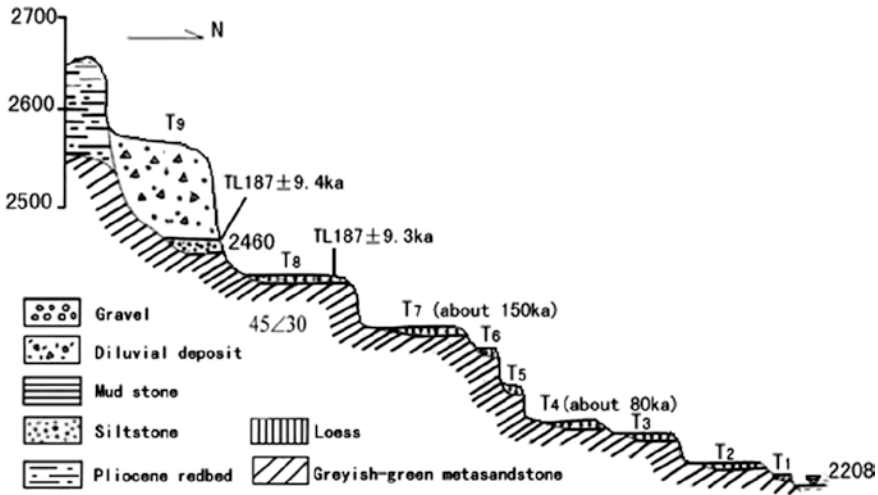 2700
N
2600
T9
TL187±9.4ka
2500
2460
TL187±9.3ka
T8
T7 (about 150ka)
45∠30
T6
T5
T4(about 80ka)
T3
T2
T1
2208
Gravel
Diluvial deposit
Mud stone
Siltstone
Loess
Pliocene redbed
Greyish-green metasandstone